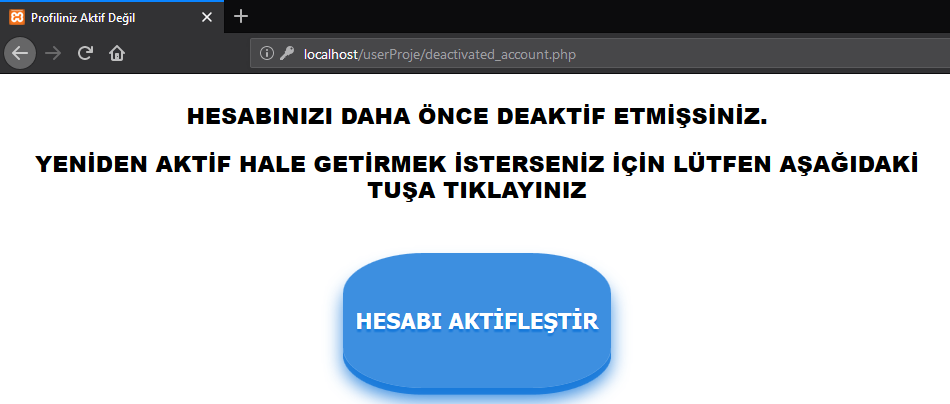 Profiliniz Aktif Değil
localhost/userProje/deactivated_account.php
HESABINIZI DAHA ÖNCE DEAKTİF ETMİŞSİNİZ.
YENİDEN AKTİF HALE GETİRMEK İSTERSENİZ İÇİN LÜTFEN AŞAĞIDAKİ
TUŞA TIKLAYINIZ
HESABI AKTİFLEŞTİR